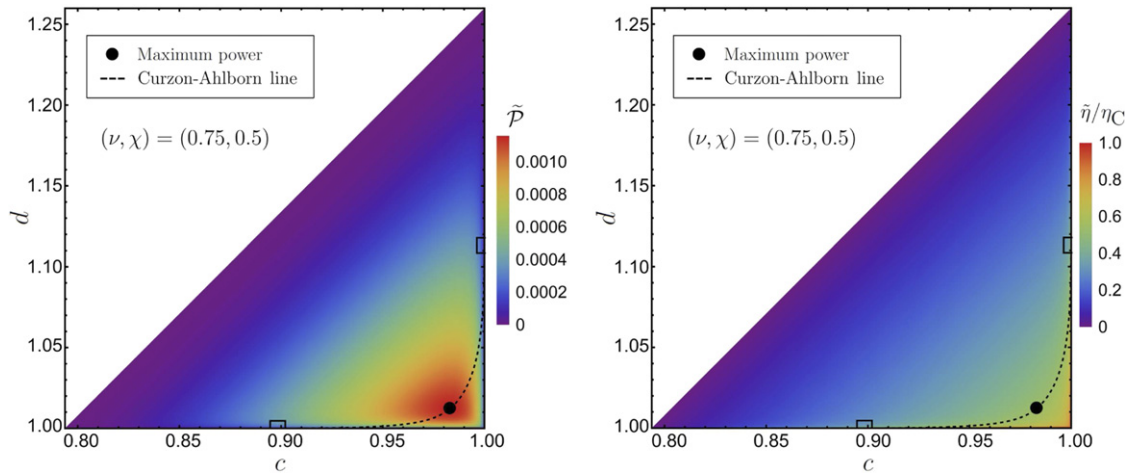 1.25
1.20
1.15
1.10
1.05
1.00
d
0.80
0.85
0.90
0.95
1.00
c
● Maximum power
---- Curzon-Ahlborn line
(ν, χ) = (0.75, 0.5)
𝒫̃
0.0010
0.0008
0.0006
0.0004
0.0002
0
1.25
1.20
1.15
1.10
1.05
1.00
d
0.80
0.85
0.90
0.95
1.00
c
● Maximum power
---- Curzon-Ahlborn line
(ν, χ) = (0.75, 0.5)
η̃/η_C
1.0
0.8
0.6
0.4
0.2
0